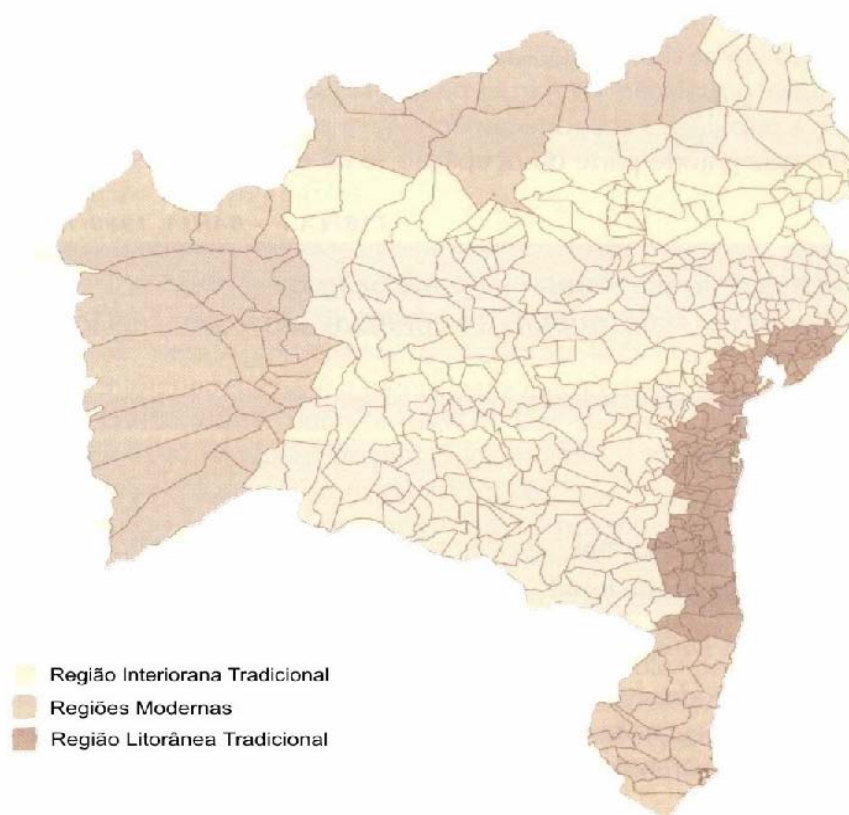 Região Interiorana Tradicional
Regiões Modernas
Região Litorânea Tradicional